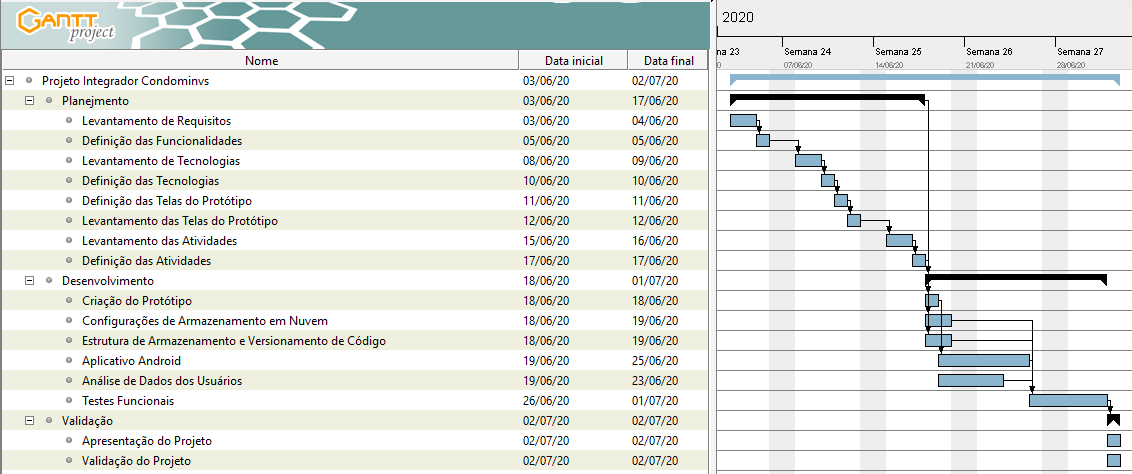 GANTT project
2020
na 23 Semana 24 Semana 25 Semana 26 Semana 27
0 07/06/20 14/06/20 21/06/20 28/06/20
Nome Data inicial Data final
Projeto Integrador Condominvs 03/06/20 02/07/20
Planejmento 03/06/20 17/06/20
Levantamento de Requisitos 03/06/20 04/06/20
Definição das Funcionalidades 05/06/20 05/06/20
Levantamento de Tecnologias 08/06/20 09/06/20
Definição das Tecnologias 10/06/20 10/06/20
Definição das Telas do Protótipo 11/06/20 11/06/20
Levantamento das Telas do Protótipo 12/06/20 12/06/20
Levantamento das Atividades 15/06/20 16/06/20
Definição das Atividades 17/06/20 17/06/20
Desenvolvimento 18/06/20 01/07/20
Criação do Protótipo 18/06/20 18/06/20
Configurações de Armazenamento em Nuvem 18/06/20 19/06/20
Estrutura de Armazenamento e Versionamento de Código 18/06/20 19/06/20
Aplicativo Android 19/06/20 25/06/20
Análise de Dados dos Usuários 19/06/20 23/06/20
Testes Funcionais 26/06/20 01/07/20
Validação 02/07/20 02/07/20
Apresentação do Projeto 02/07/20 02/07/20
Validação do Projeto 02/07/20 02/07/20